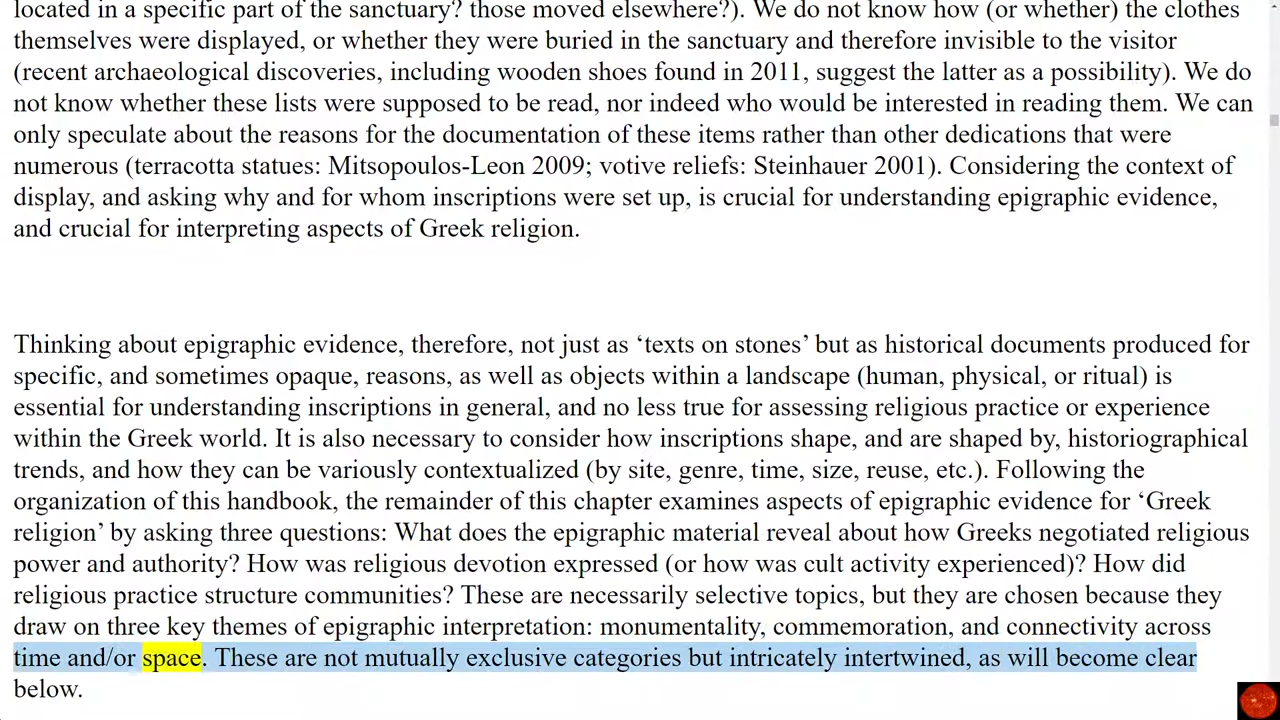 located in a specific part of the sanctuary? those moved elsewhere?). We do not know how (or whether) the clothes
themselves were displayed, or whether they were buried in the sanctuary and therefore invisible to the visitor
(recent archaeological discoveries, including wooden shoes found in 2011, suggest the latter as a possibility). We do
not know whether these lists were supposed to be read, nor indeed who would be interested in reading them. We can
only speculate about the reasons for the documentation of these items rather than other dedications that were
numerous (terracotta statues: Mitsopoulos-Leon 2009; votive reliefs: Steinhauer 2001). Considering the context of
display, and asking why and for whom inscriptions were set up, is crucial for understanding epigraphic evidence,
and crucial for interpreting aspects of Greek religion.
Thinking about epigraphic evidence, therefore, not just as ‘texts on stones’ but as historical documents produced for
specific, and sometimes opaque, reasons, as well as objects within a landscape (human, physical, or ritual) is
essential for understanding inscriptions in general, and no less true for assessing religious practice or experience
within the Greek world. It is also necessary to consider how inscriptions shape, and are shaped by, historiographical
trends, and how they can be variously contextualized (by site, genre, time, size, reuse, etc.). Following the
organization of this handbook, the remainder of this chapter examines aspects of epigraphic evidence for ‘Greek
religion’ by asking three questions: What does the epigraphic material reveal about how Greeks negotiated religious
power and authority? How was religious devotion expressed (or how was cult activity experienced)? How did
religious practice structure communities? These are necessarily selective topics, but they are chosen because they
draw on three key themes of epigraphic interpretation: monumentality, commemoration, and connectivity across
time and/or space. These are not mutually exclusive categories but intricately intertwined, as will become clear
below.